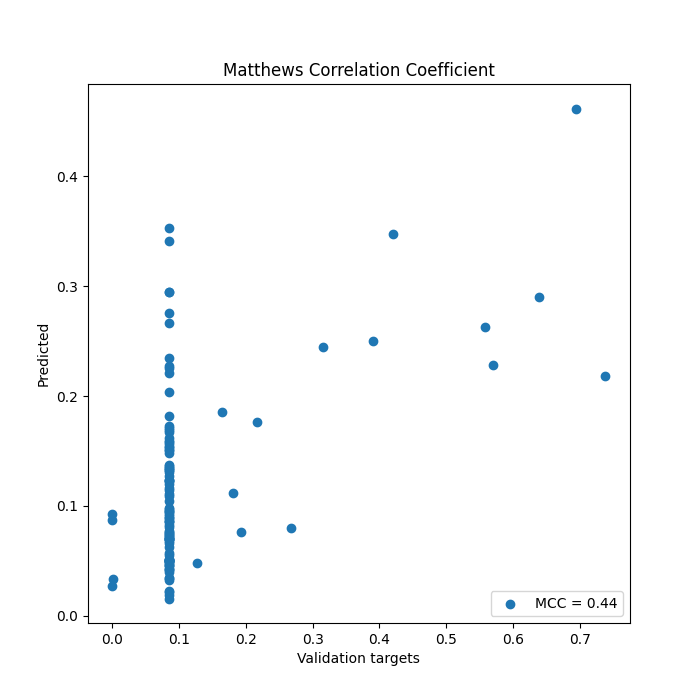 Matthews Correlation Coefficient
0.4
0.3
0.2
0.1
0.0
Predicted
MCC = 0.44
0.0 0.1 0.2 0.3 0.4 0.5 0.6 0.7
Validation targets